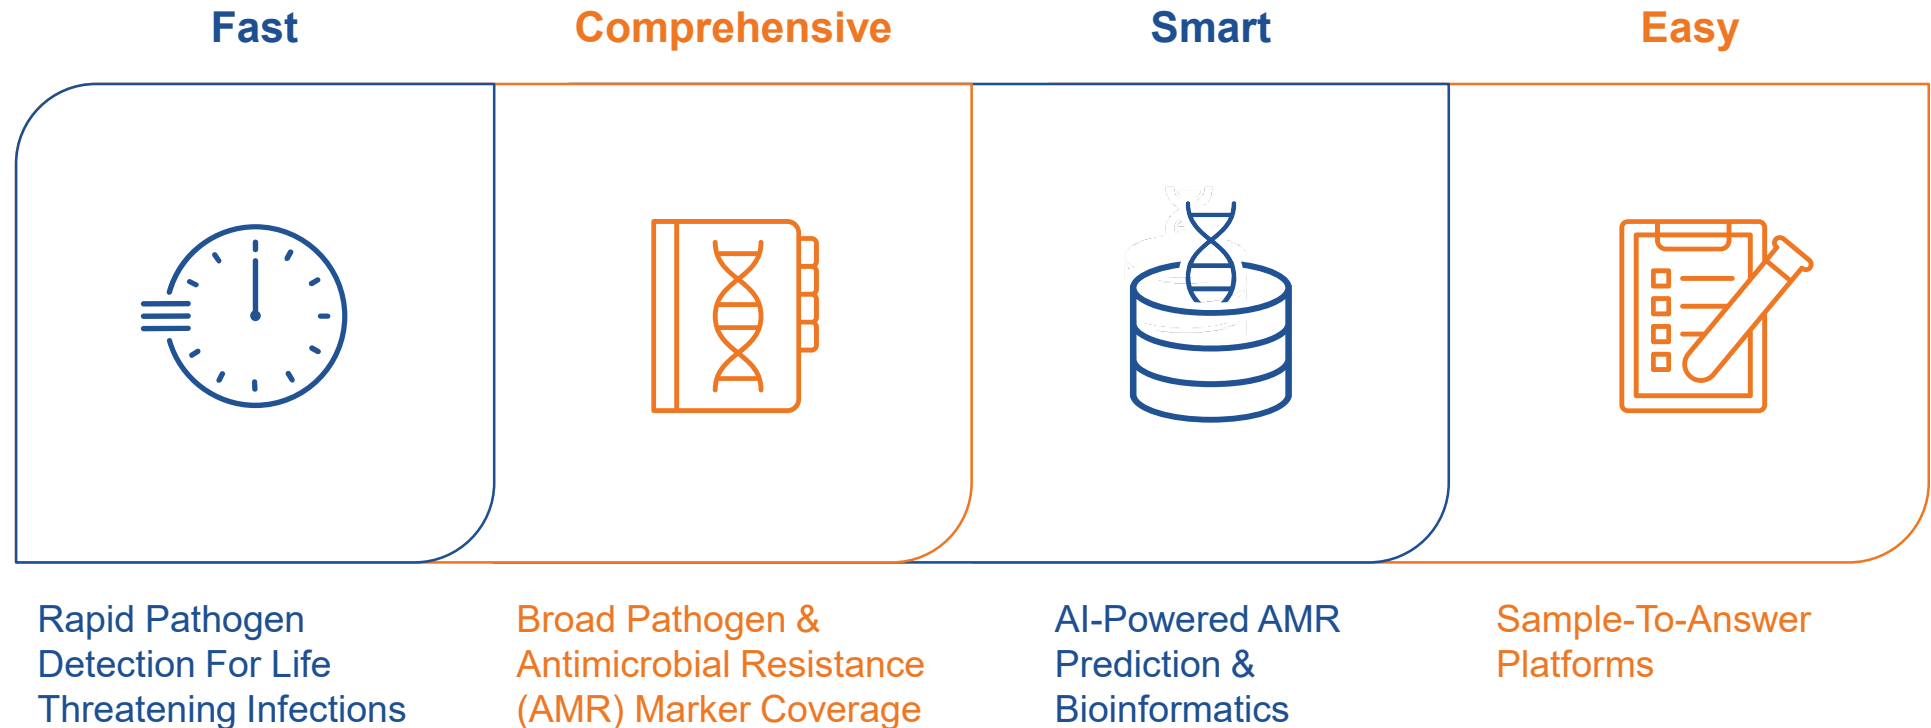 Fast
Comprehensive
Smart
Easy
Rapid Pathogen
Detection For Life
Threatening Infections
Broad Pathogen &
Antimicrobial Resistance
(AMR) Marker Coverage
AI-Powered AMR
Prediction &
Bioinformatics
Sample-To-Answer
Platforms